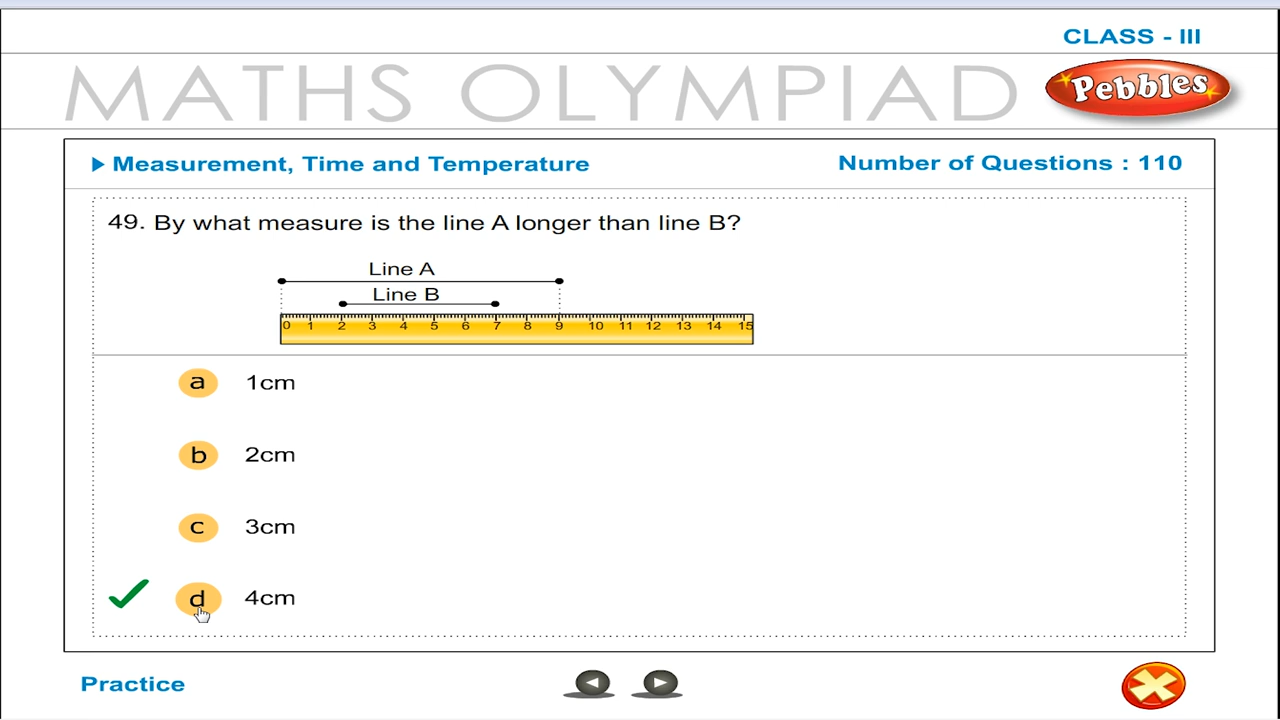 CLASS - III
MATHS OLYMPIAD
Pebbles
Measurement, Time and Temperature
Number of Questions : 110
49. By what measure is the line A longer than line B?
Line A
Line B
0 1 2 3 4 5 6 7 8 9 10 11 12 13 14 15
a 1cm
b 2cm
c 3cm
d 4cm
Practice